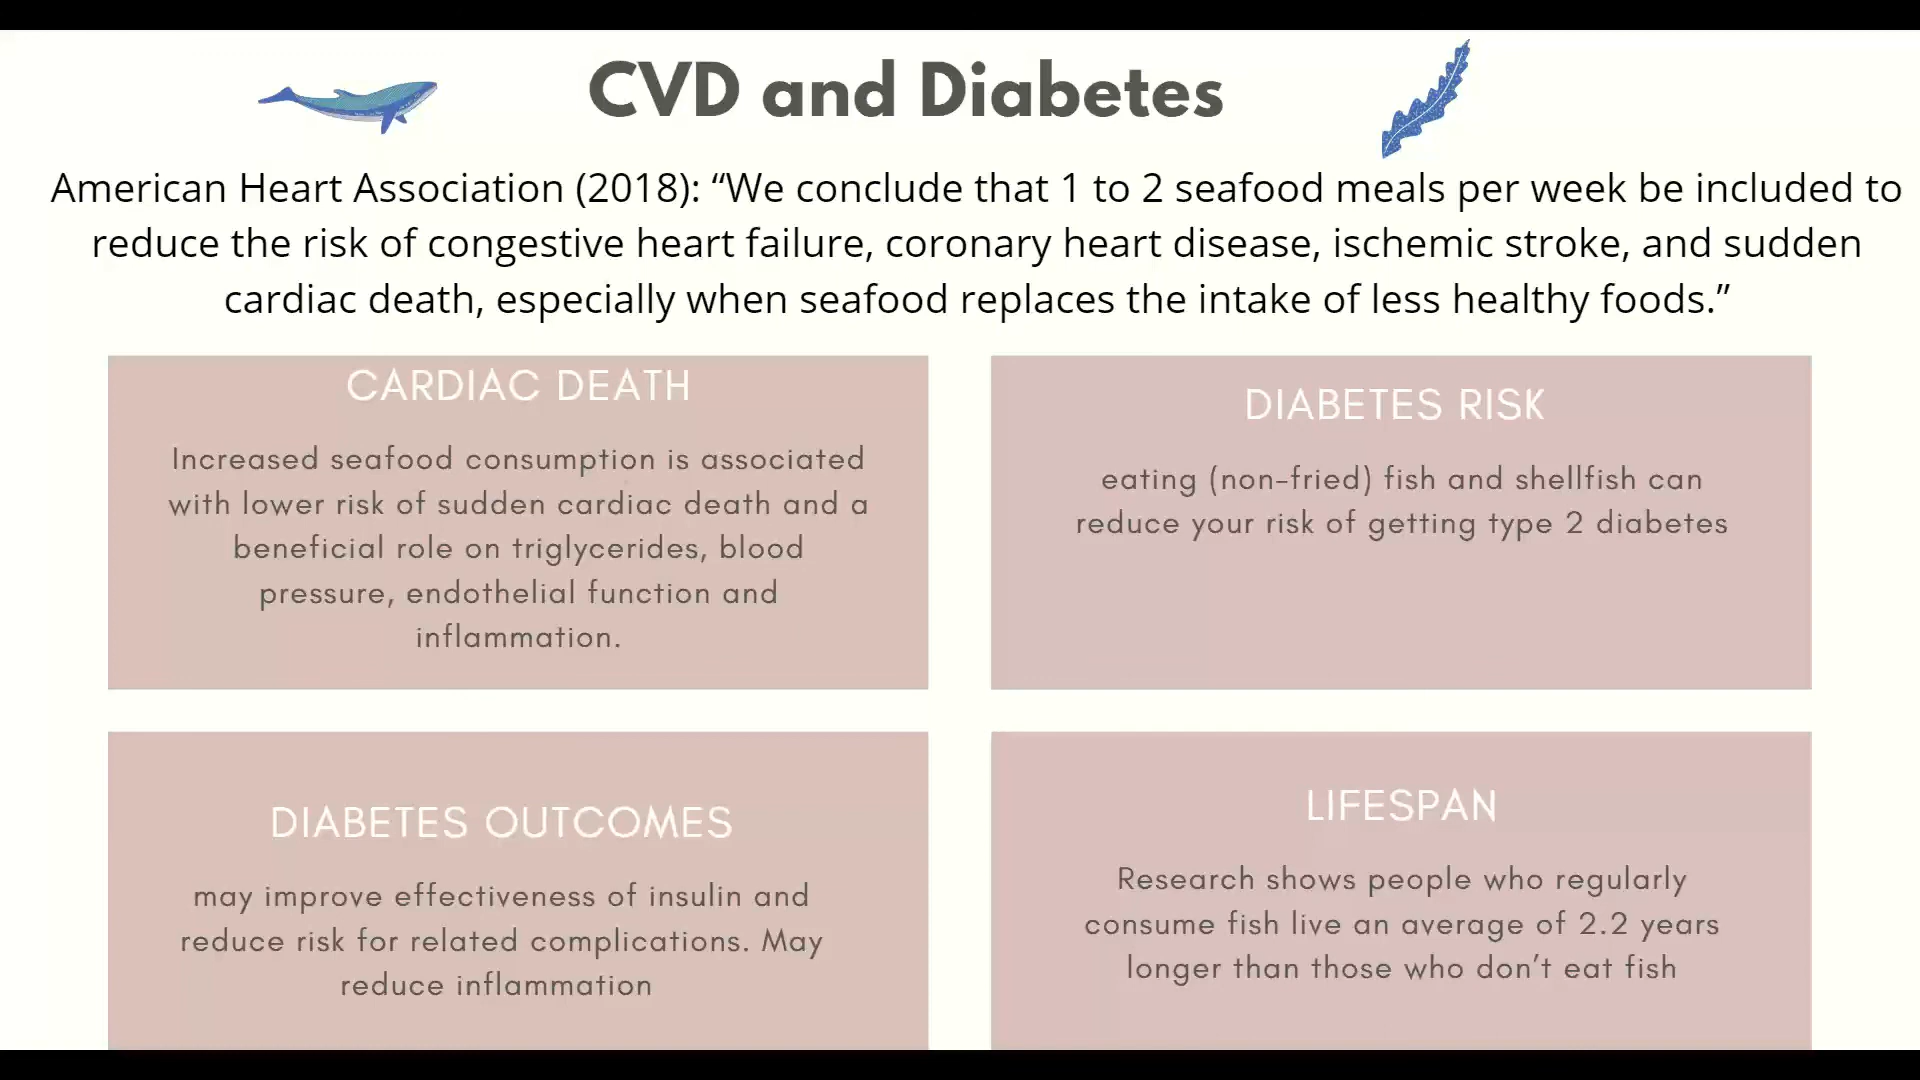 CVD and Diabetes
American Heart Association (2018): “We conclude that 1 to 2 seafood meals per week be included to
reduce the risk of congestive heart failure, coronary heart disease, ischemic stroke, and sudden
cardiac death, especially when seafood replaces the intake of less healthy foods.”
CARDIAC DEATH
Increased seafood consumption is associated
with lower risk of sudden cardiac death and a
beneficial role on triglycerides, blood
pressure, endothelial function and
inflammation.
DIABETES RISK
eating (non-fried) fish and shellfish can
reduce your risk of getting type 2 diabetes
DIABETES OUTCOMES
may improve effectiveness of insulin and
reduce risk for related complications. May
reduce inflammation
LIFESPAN
Research shows people who regularly
consume fish live an average of 2.2 years
longer than those who don’t eat fish